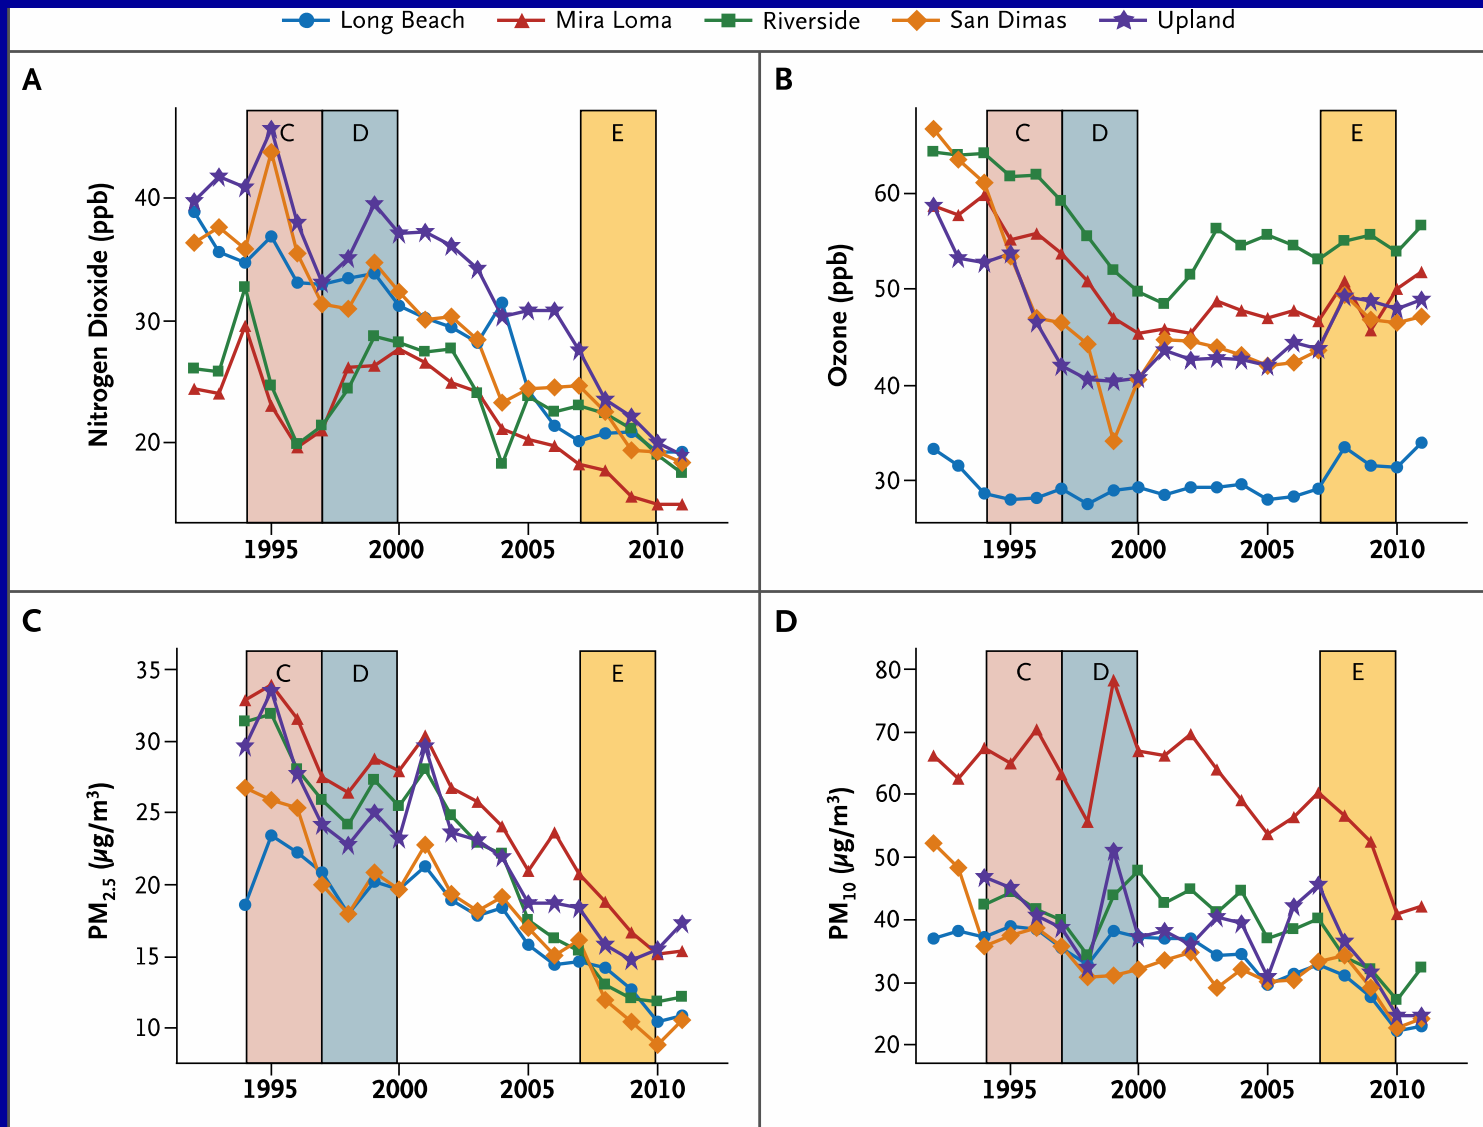 Long Beach Mira Loma Riverside San Dimas Upland
A
C D E
Nitrogen Dioxide (ppb)
40
30
20
1995 2000 2005 2010
B
C D E
Ozone (ppb)
60
50
40
30
1995 2000 2005 2010
C
C D E
PM2.5 (µg/m³)
35
30
25
20
15
10
1995 2000 2005 2010
D
C D E
PM10 (µg/m³)
80
70
60
50
40
30
20
1995 2000 2005 2010